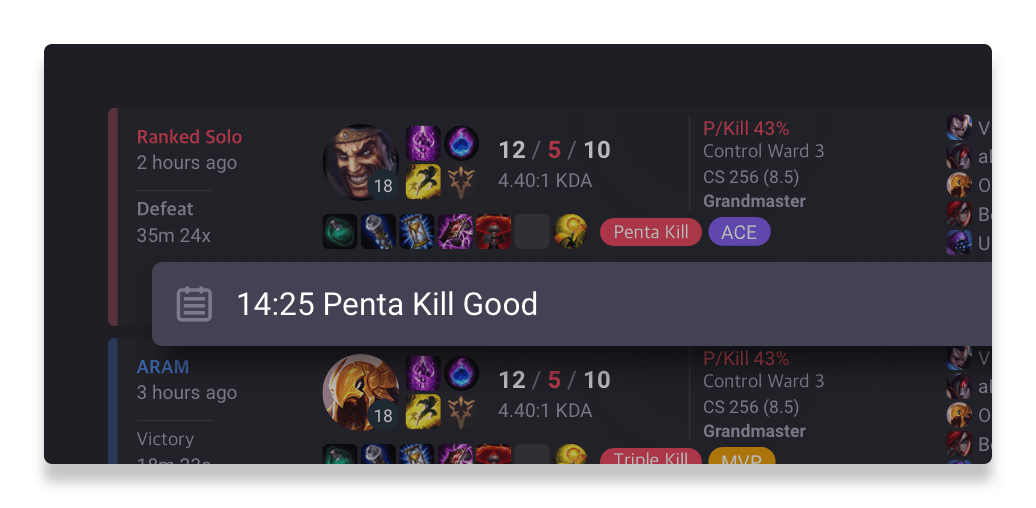 Ranked Solo
2 hours ago
Defeat
35m 24x
18
12 / 5 / 10
4.40:1 KDA
Penta Kill
ACE
P/Kill 43%
Control Ward 3
CS 256 (8.5)
Grandmaster
14:25 Penta Kill Good
ARAM
3 hours ago
Victory
18
12 / 5 / 10
4.40:1 KDA
Triple Kill
MVP
P/Kill 43%
Control Ward 3
CS 256 (8.5)
Grandmaster